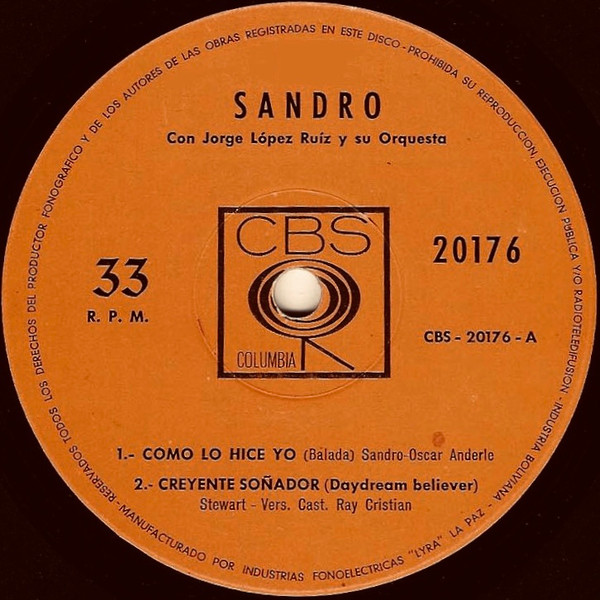 SANDRO
Con Jorge López Ruíz y su Orquesta
CBS
COLUMBIA
33
R. P. M.
20176
CBS - 20176 - A
1.- COMO LO HICE YO (Balada) Sandro-Oscar Anderle
2.- CREYENTE SOÑADOR (Daydream believer)
Stewart - Vers. Cast. Ray Cristian
RESERVADOS TODOS LOS DERECHOS DEL PRODUCTOR FONOGRAFICO Y DE LOS AUTORES DE LAS OBRAS REGISTRADAS EN ESTE DISCO - PROHIBIDA SU REPRODUCCION EJECUCION PUBLICA Y/O RADIOTELEDIFUSION - INDUSTRIA BOLIVIANA
-MANUFACTURADO POR INDUSTRIAS FONOELECTRICAS "LYRA" LA PAZ -